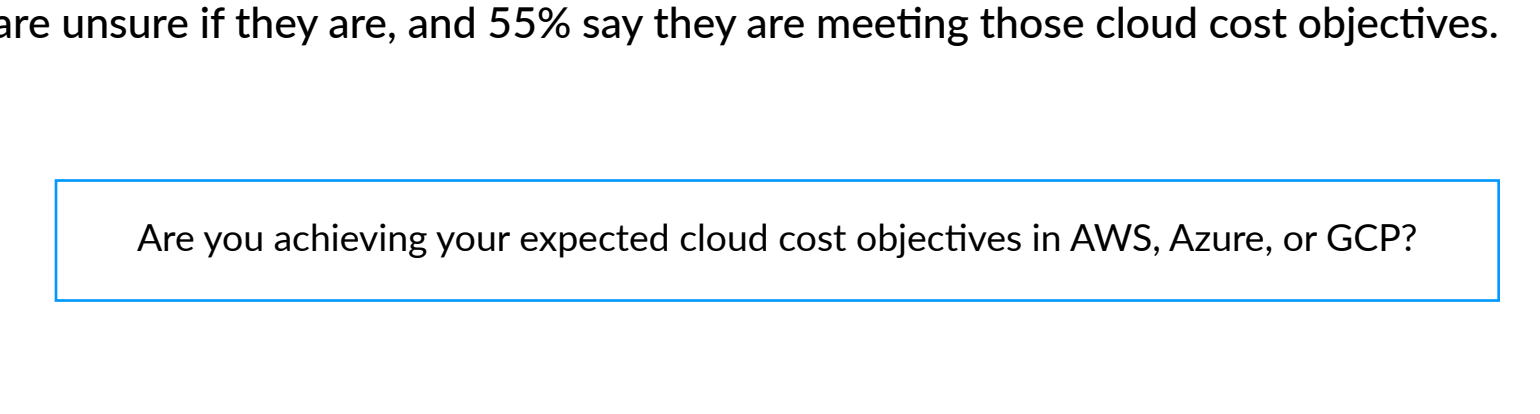 are unsure if they are, and 55% say they are meeting those cloud cost objectives.
Are you achieving your expected cloud cost objectives in AWS, Azure, or GCP?